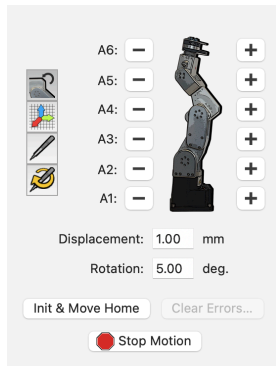 A6: − +
A5: − +
A4: − +
A3: − +
A2: − +
A1: − +
Displacement: 1.00 mm
Rotation: 5.00 deg.
Init & Move Home Clear Errors...
Stop Motion